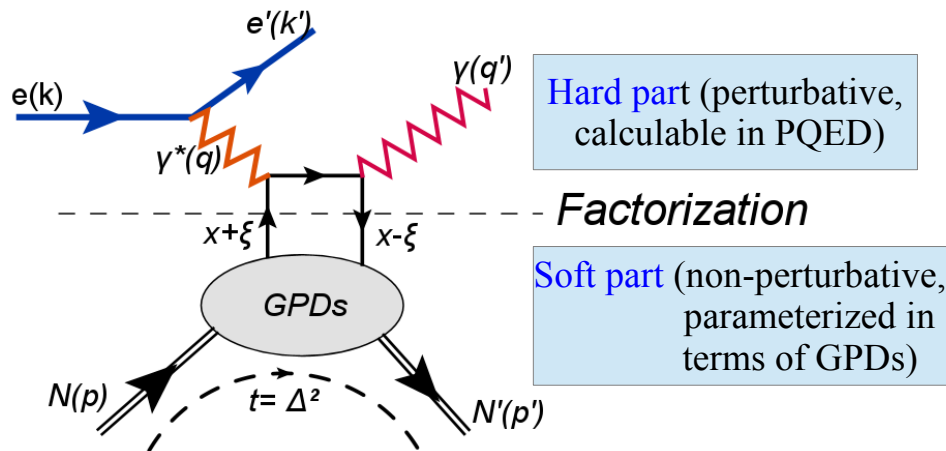 e'(k')
e(k)
γ(q')
γ*(q)
Hard part (perturbative,
calculable in PQED)
Factorization
x+ξ
x-ξ
GPDs
Soft part (non-perturbative,
parameterized in
terms of GPDs)
N(p)
t= Δ²
N'(p')